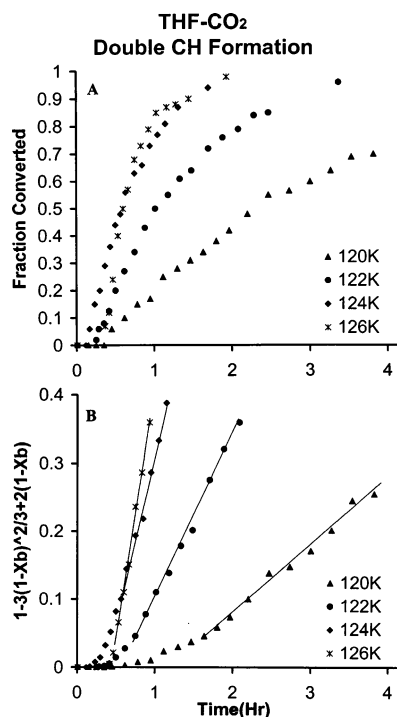 THF-CO₂
Double CH Formation
A
Fraction Converted
1
0.9
0.8
0.7
0.6
0.5
0.4
0.3
0.2
0.1
0
120K
122K
124K
126K
0 1 2 3 4
B
1-3(1-Xb)^2/3+2(1-Xb)
0.4
0.3
0.2
0.1
0
120K
122K
124K
126K
0 1 2 3 4
Time(Hr)